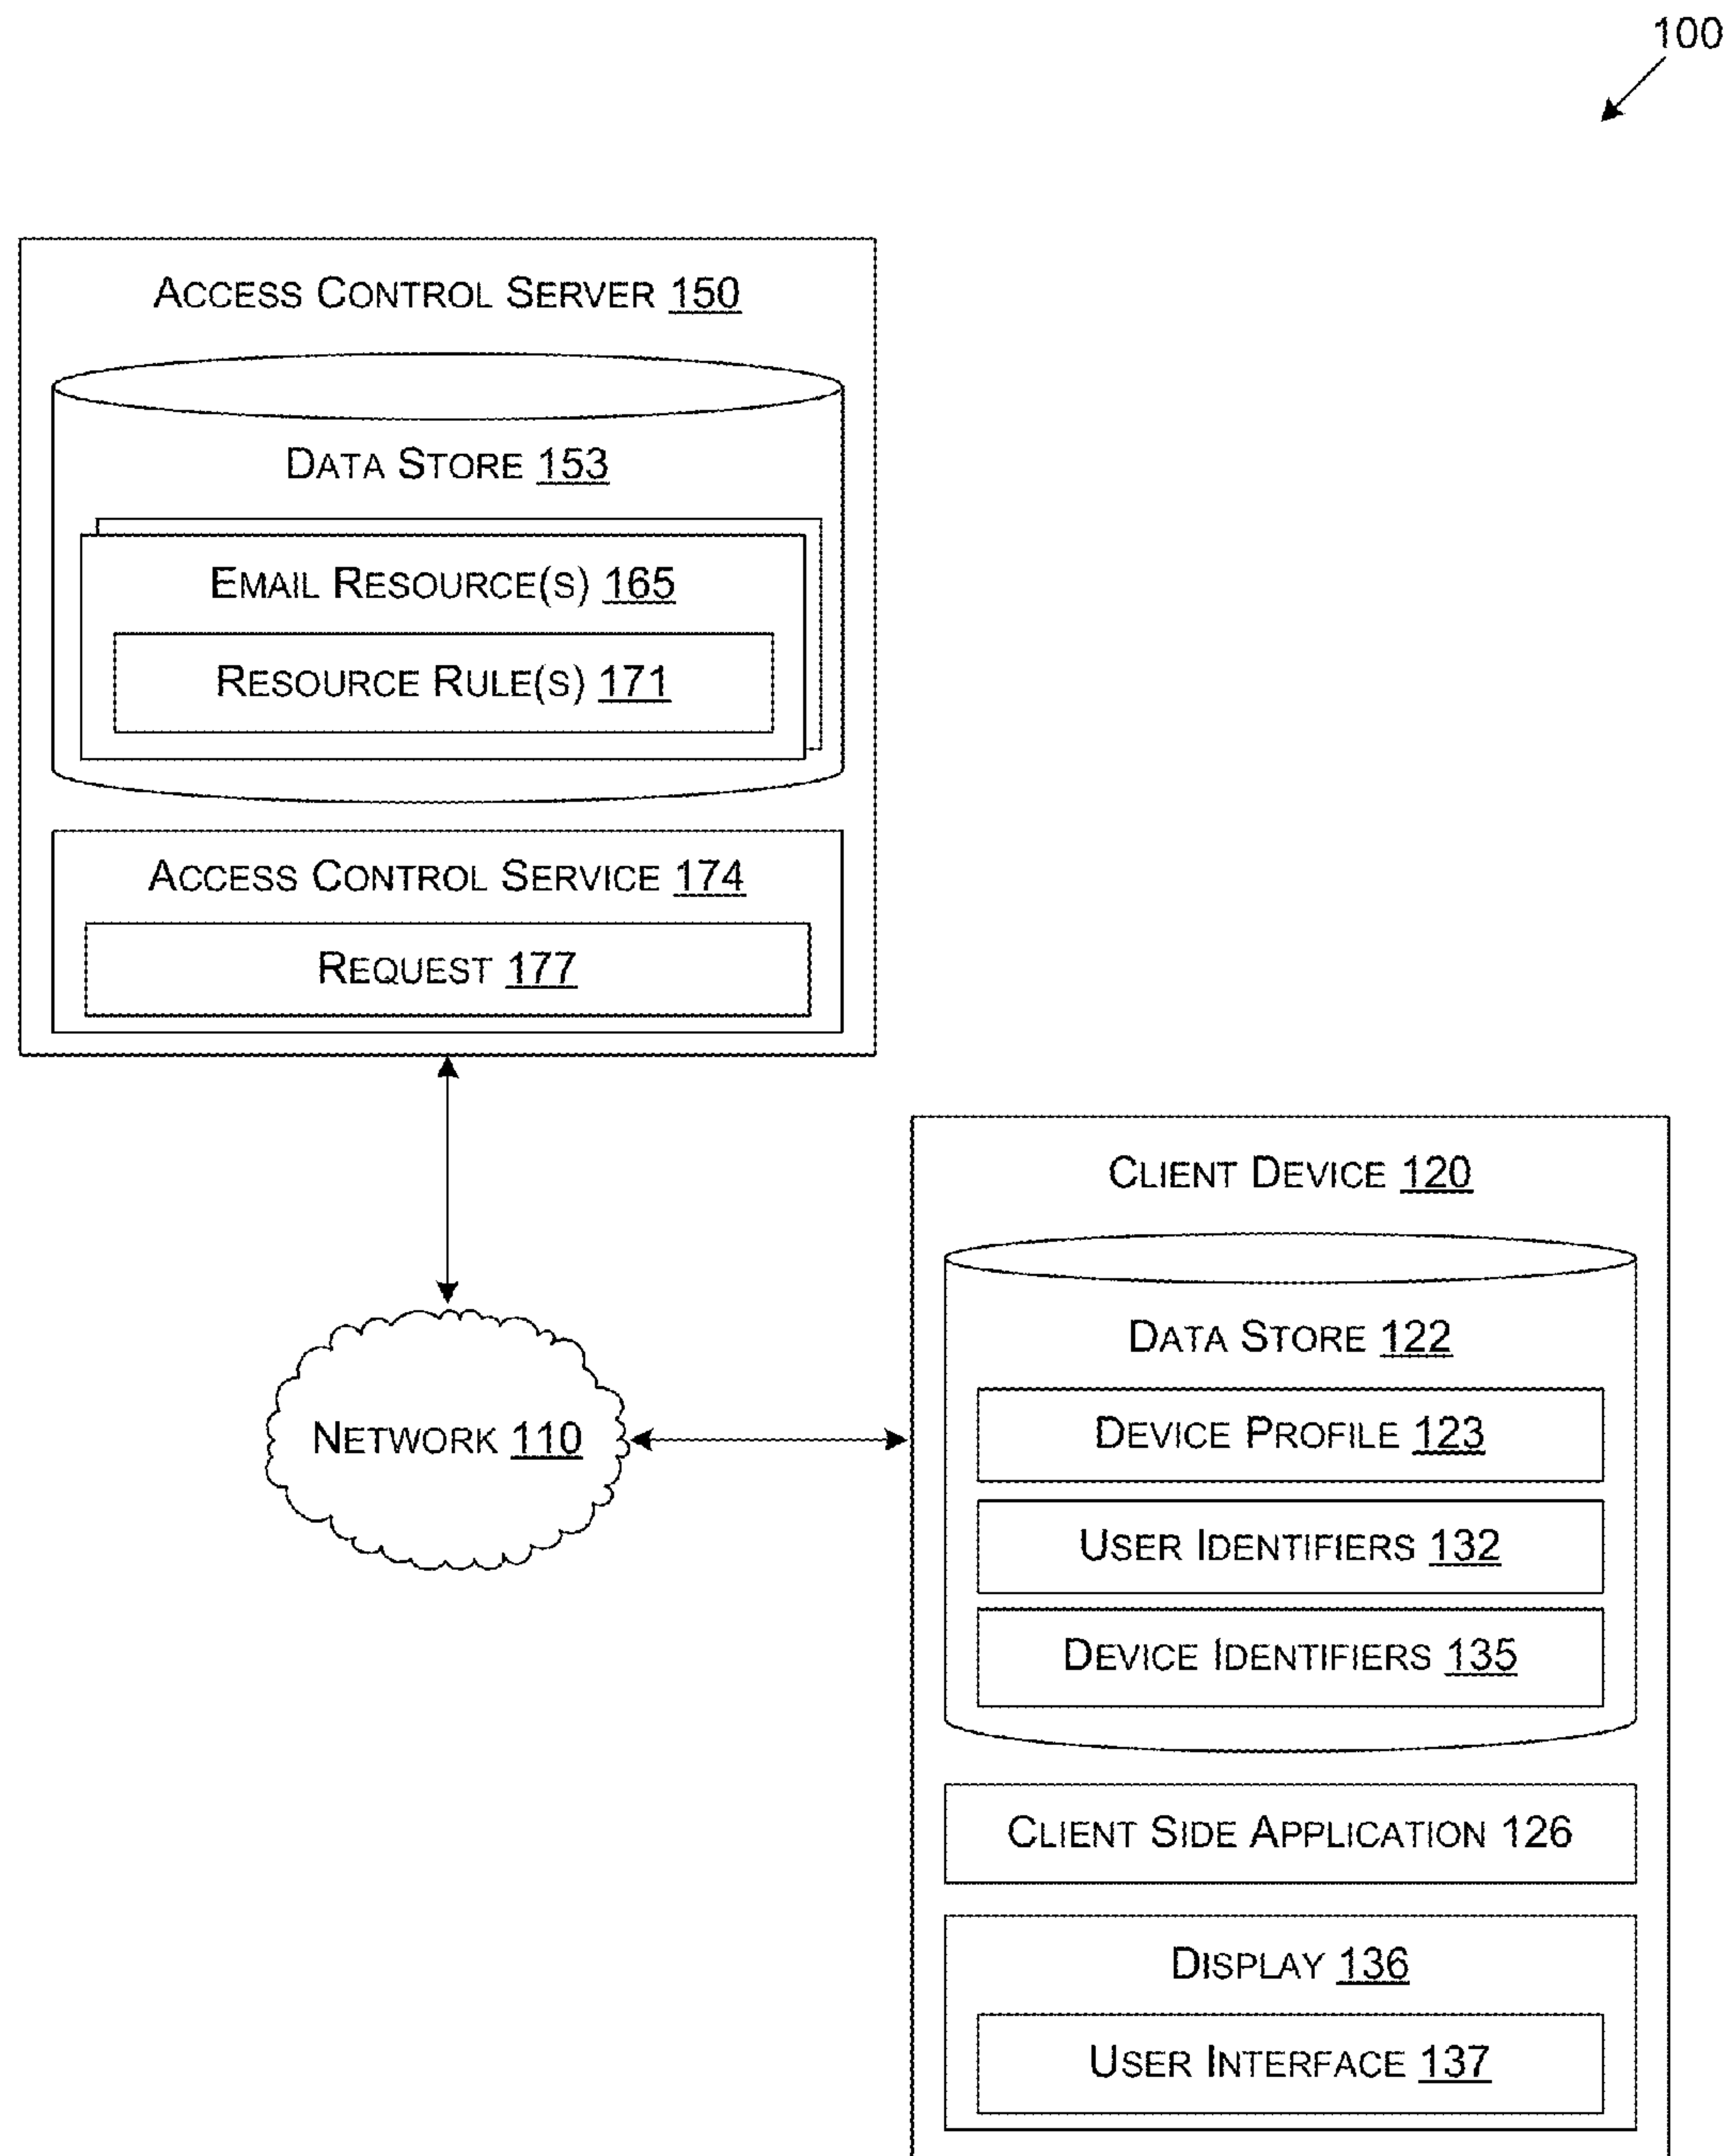 100
ACCESS CONTROL SERVER 150
DATA STORE 153
EMAIL RESOURCE(S) 165
RESOURCE RULE(S) 171
ACCESS CONTROL SERVICE 174
REQUEST 177
CLIENT DEVICE 120
DATA STORE 122
DEVICE PROFILE 123
NETWORK 110
USER IDENTIFIERS 132
DEVICE IDENTIFIERS 135
CLIENT SIDE APPLICATION 126
DISPLAY 136
USER INTERFACE 137